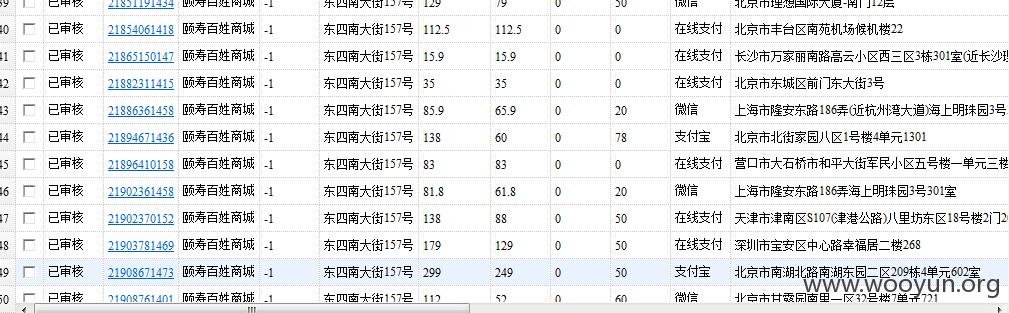 39 已审核 21851191434 颐寿百姓商城 -1 东四南大街157号 129 79 0 50 微信 北京市理想国际大厦-南门12层
40 已审核 21854061418 颐寿百姓商城 -1 东四南大街157号 112.5 112.5 0 0 在线支付 北京市丰台区南苑机场候机楼22
41 已审核 21865150147 颐寿百姓商城 -1 东四南大街157号 15.9 15.9 0 0 在线支付 长沙市万家丽南路高云小区西三区3栋301室(近长沙理
42 已审核 21882311415 颐寿百姓商城 -1 东四南大街157号 35 35 0 0 在线支付 北京市东城区前门东大街3号
43 已审核 21886361458 颐寿百姓商城 -1 东四南大街157号 85.9 65.9 0 20 微信 上海市隆安东路186弄(近杭州湾大道)海上明珠园3号
44 已审核 21894671436 颐寿百姓商城 -1 东四南大街157号 138 60 0 78 支付宝 北京市北街家园八区1号楼4单元1301
45 已审核 21896410158 颐寿百姓商城 -1 东四南大街157号 83 83 0 0 在线支付 营口市大石桥市和平大街军民小区五号楼一单元三楼
46 已审核 21902361458 颐寿百姓商城 -1 东四南大街157号 81.8 61.8 0 20 微信 上海市隆安东路186弄海上明珠园3号301室
47 已审核 21902370152 颐寿百姓商城 -1 东四南大街157号 138 88 0 50 在线支付 天津市津南区S107(津港公路)八里坊东区18号楼2门20
48 已审核 21903781469 颐寿百姓商城 -1 东四南大街157号 179 129 0 50 在线支付 深圳市宝安区中心路幸福居二楼268
49 已审核 21908671473 颐寿百姓商城 -1 东四南大街157号 299 249 0 50 支付宝 北京市南湖北路南湖东园二区209栋4单元602室
50 已审核 21908761401 颐寿百姓商城 -1 东四南大街157号 112 52 0 60 微信 北京市甘露园南里一区32号楼7单元721
www.wooyun.org